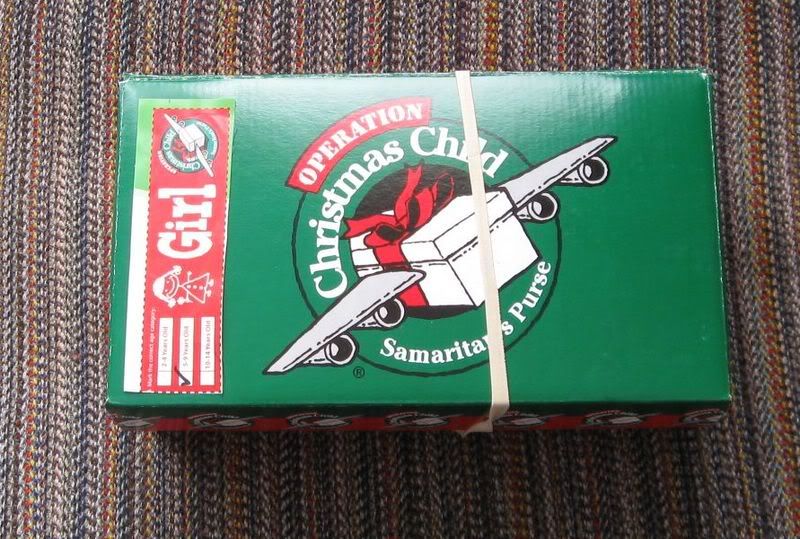 OPERATION
Christmas Child
Samaritan's Purse
®
Girl
Mark the correct age category.
2-4 Years Old
5-9 Years Old
10-14 Years Old